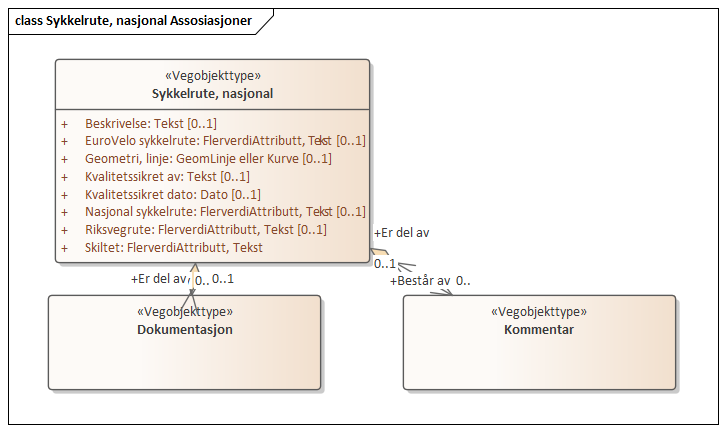 class Sykkelrute, nasjonal Assosiasjoner
«Vegobjekttype»
Sykkelrute, nasjonal
+ Beskrivelse: Tekst [0..1]
+ EuroVelo sykkelrute: FlerverdiAttributt, Tekst [0..1]
+ Geometri, linje: GeomLinje eller Kurve [0..1]
+ Kvalitetssikret av: Tekst [0..1]
+ Kvalitetssikret dato: Dato [0..1]
+ Nasjonal sykkelrute: FlerverdiAttributt, Tekst [0..1]
+ Riksvegrute: FlerverdiAttributt, Tekst [0..1]
+ Skiltet: FlerverdiAttributt, Tekst
+Er del av
0..1
+Er del av 0.. 0..1
+Består av 0..
«Vegobjekttype»
Dokumentasjon
«Vegobjekttype»
Kommentar